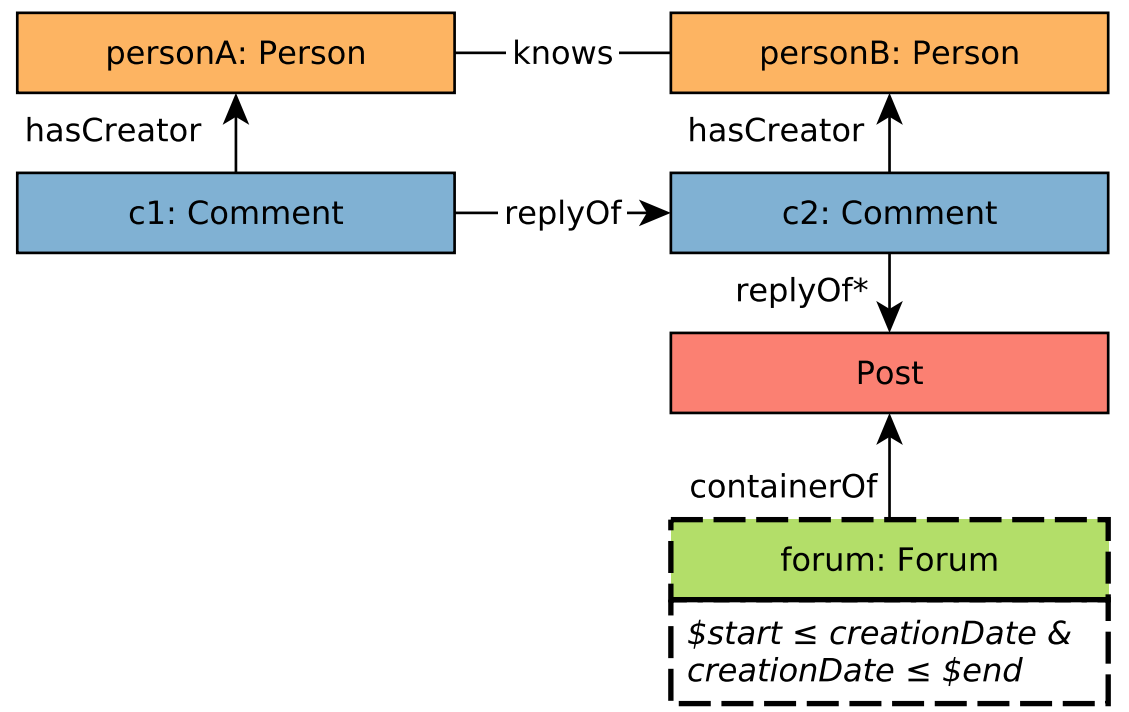 personA: Person
knows
personB: Person
hasCreator
hasCreator
c1: Comment
replyOf
c2: Comment
replyOf*
Post
containerOf
forum: Forum
$start ≤ creationDate &
creationDate ≤ $end